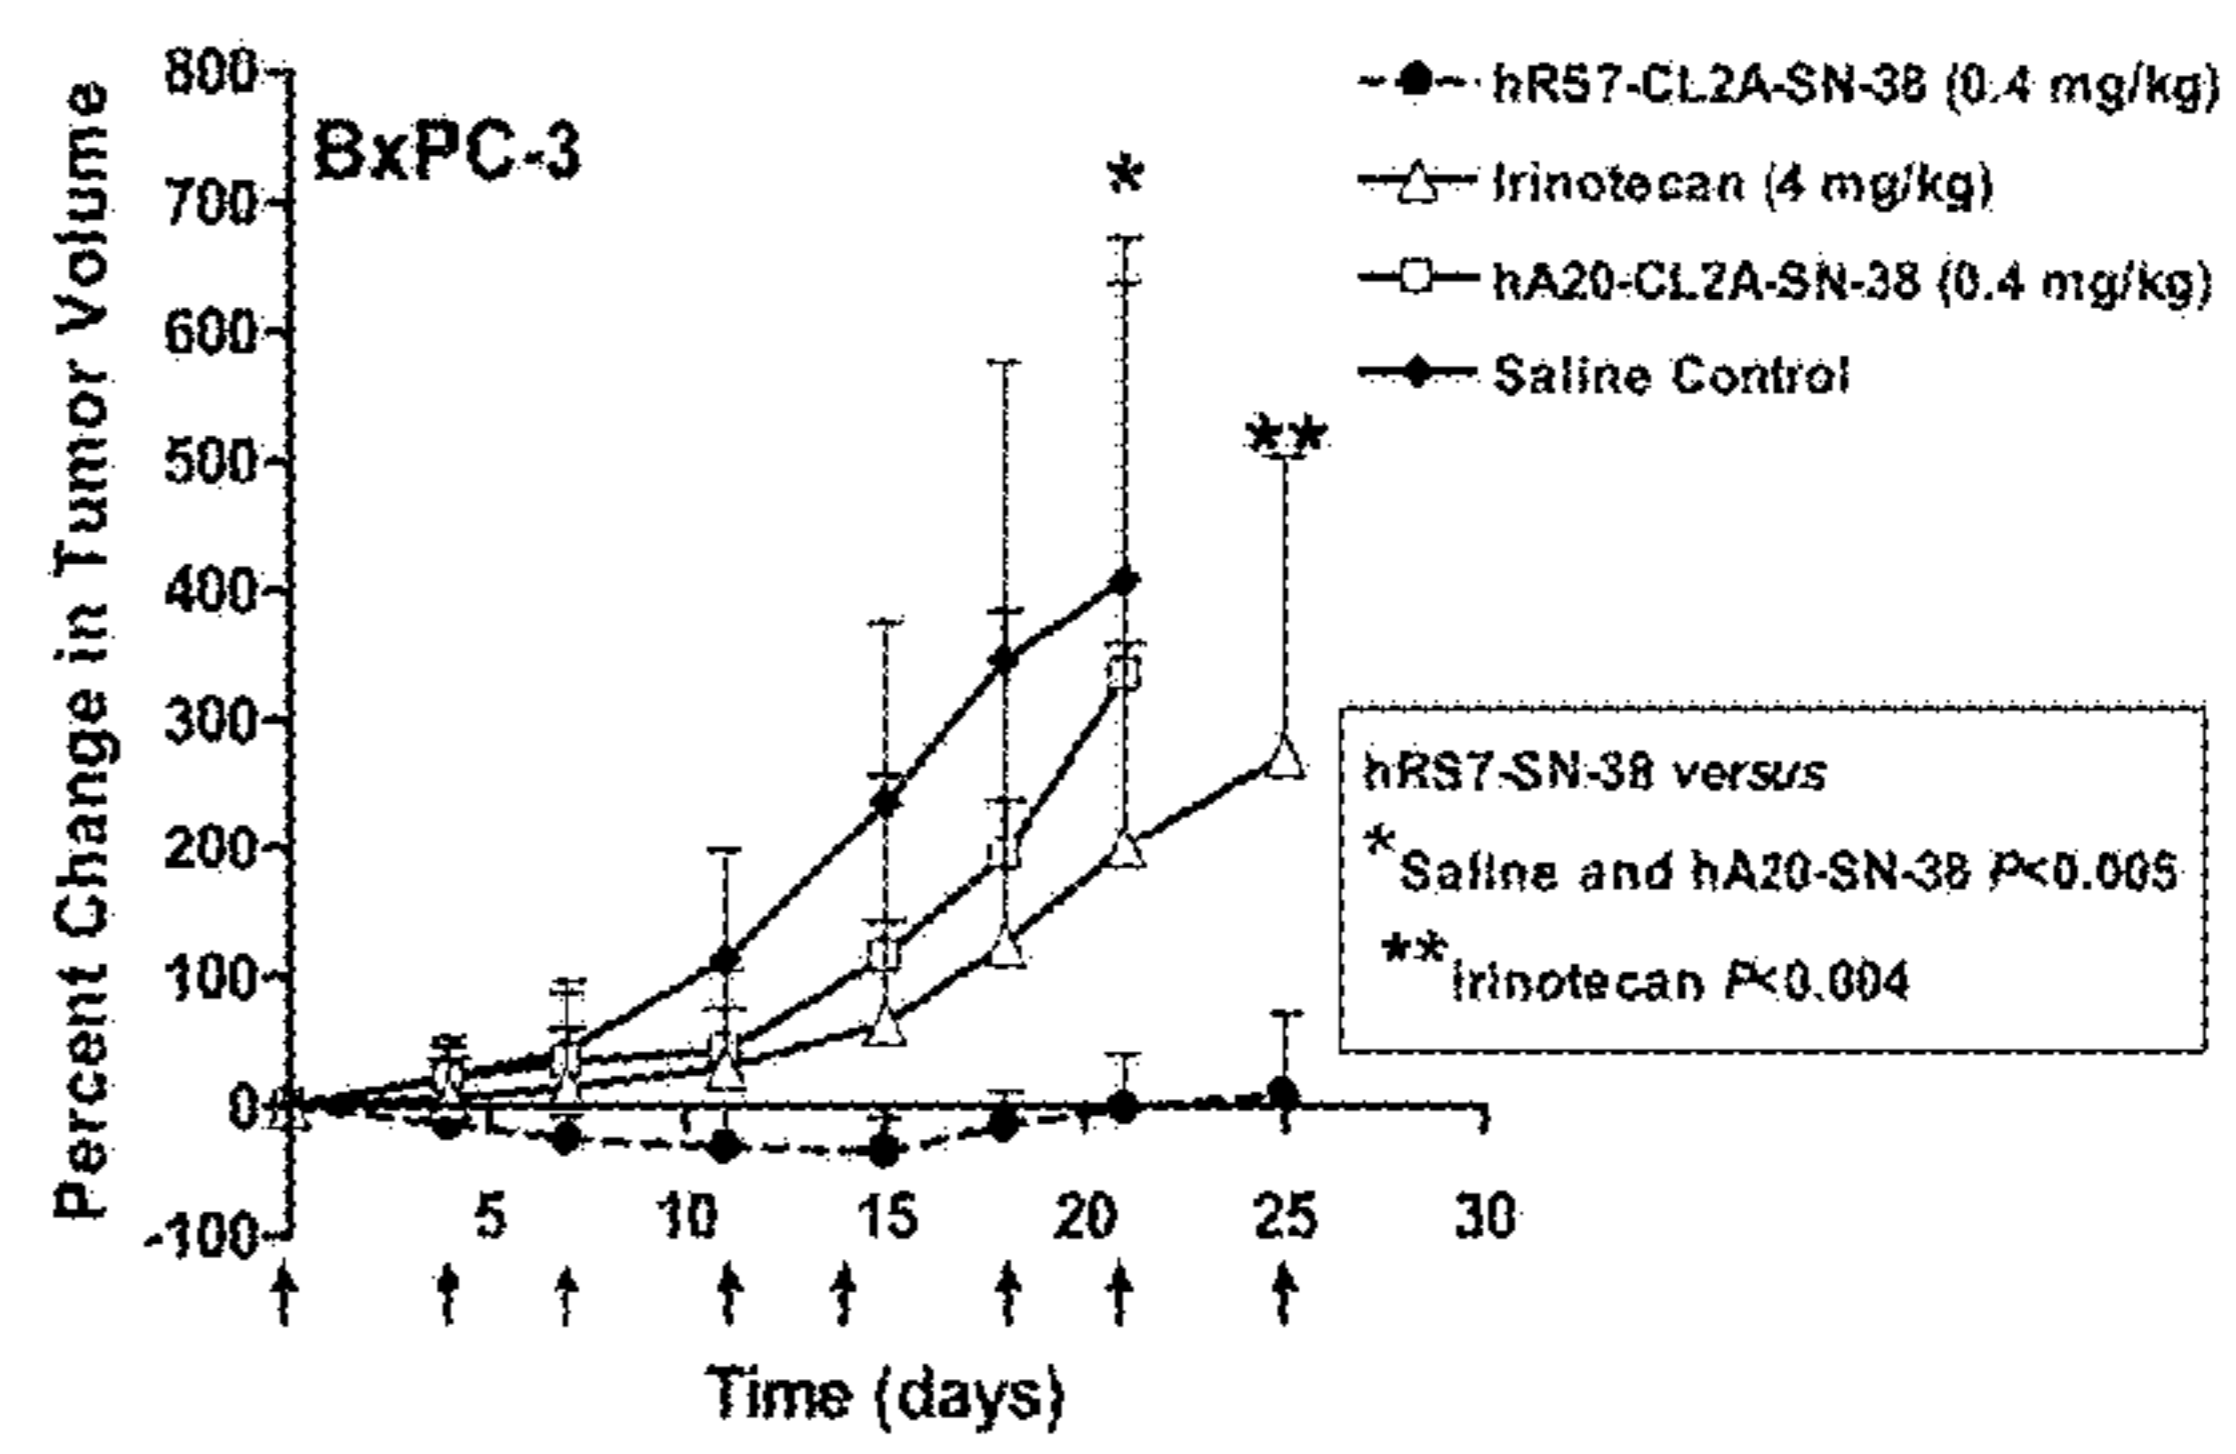 Percent Change in Tumor Volume
800
700
600
500
400
300
200
100
0
-100
BxPC-3
*
**
hRS7-CL2A-SN-38 (0.4 mg/kg)
Irinotecan (4 mg/kg)
hA20-CL2A-SN-38 (0.4 mg/kg)
Saline Control
hRS7-SN-38 versus
*Saline and hA20-SN-38 P<0.005
**Irinotecan P<0.004
5 10 15 20 25 30
Time (days)